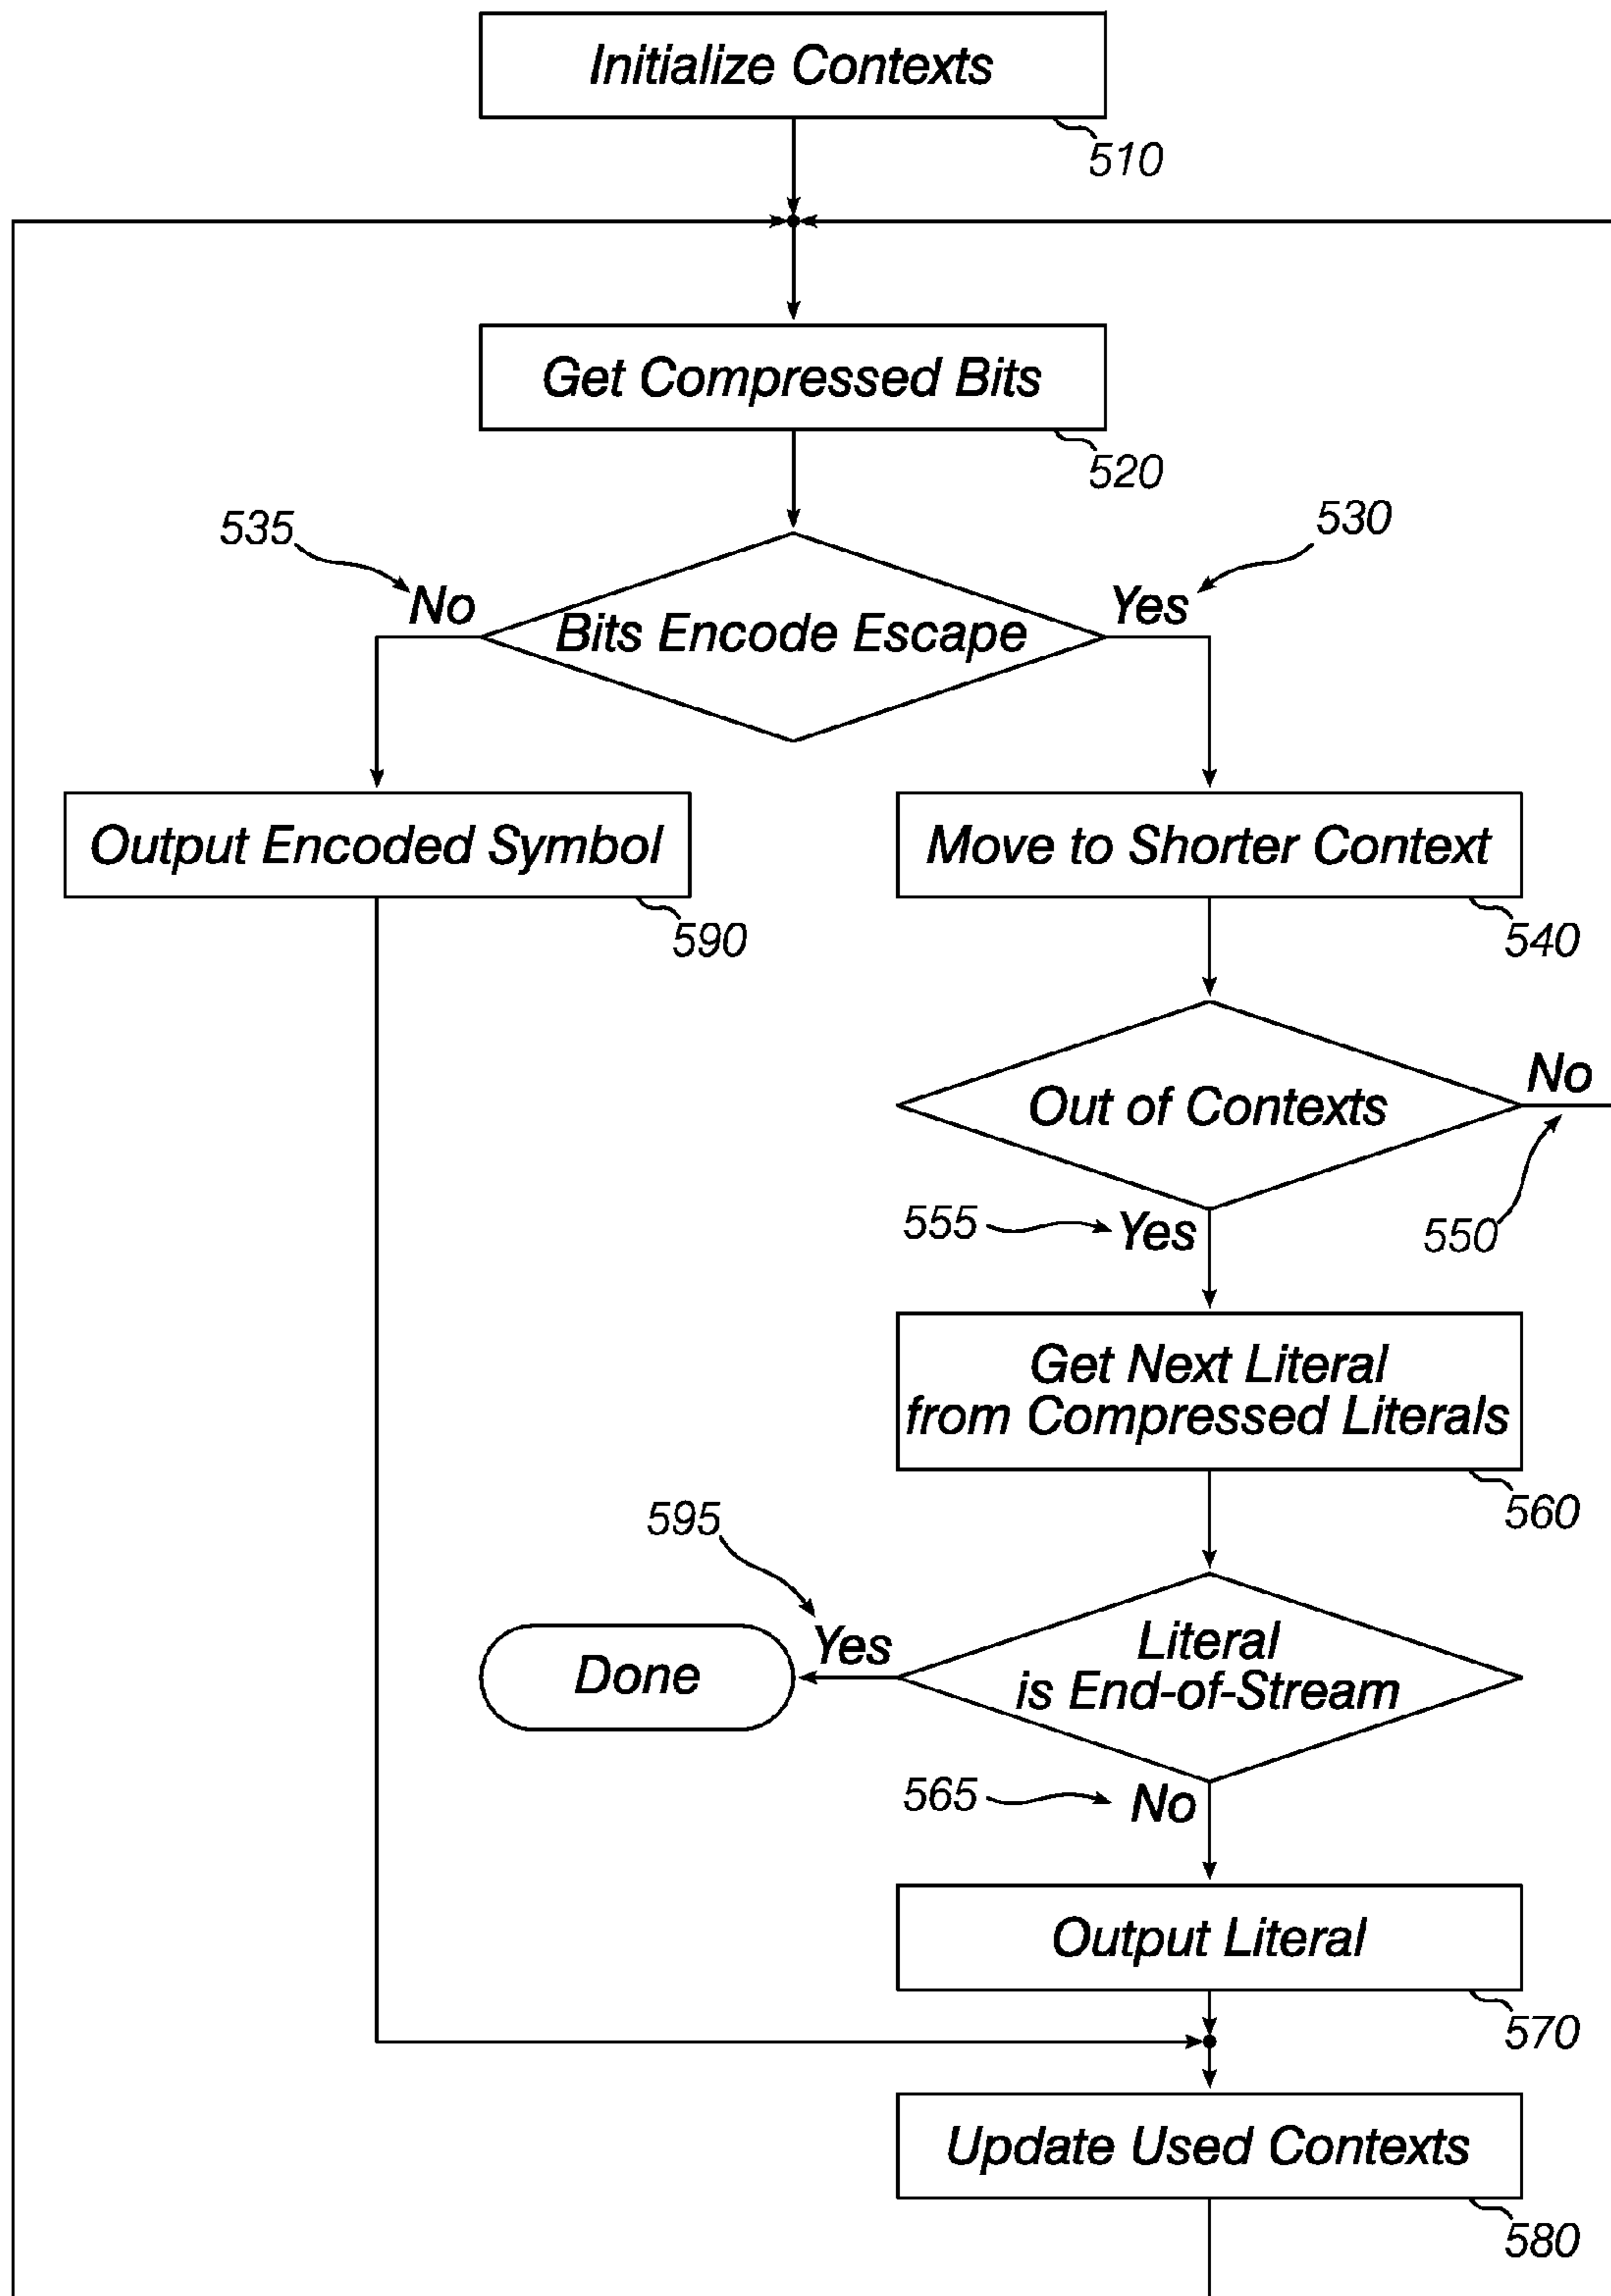 Initialize Contexts
510
Get Compressed Bits
520
535
530
No
Yes
Bits Encode Escape
Output Encoded Symbol
590
Move to Shorter Context
540
Out of Contexts
No
550
555
Yes
Get Next Literal
from Compressed Literals
560
595
Done
Yes
Literal
is End-of-Stream
565
No
Output Literal
570
Update Used Contexts
580